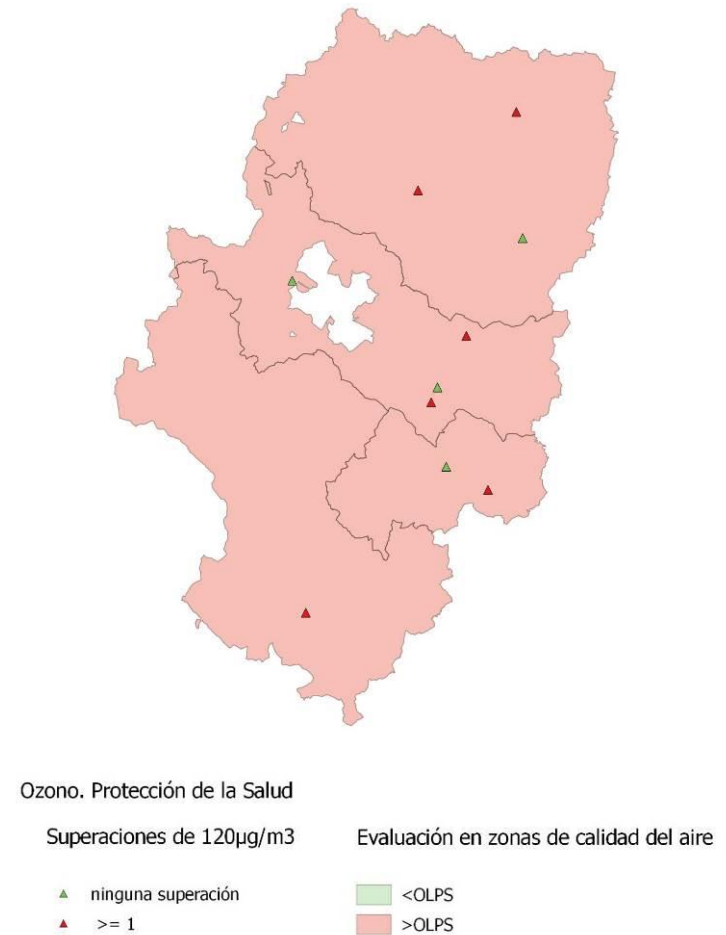 Ozono. Protección de la Salud
Superaciones de 120µg/m3
Evaluación en zonas de calidad del aire
ninguna superación
<OLPS
>= 1
>OLPS